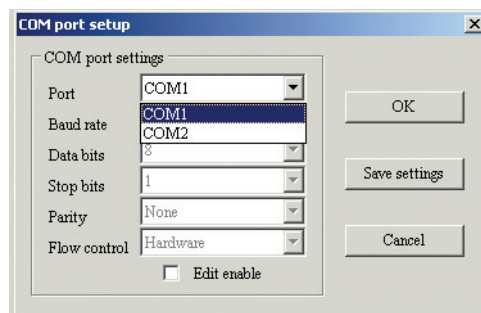 COM port setup
COM port settings
Port COM1
COM1
Baud rate
COM2
Data bits 8
Stop bits 1
Parity None
Flow control Hardware
Edit enable
OK
Save settings
Cancel